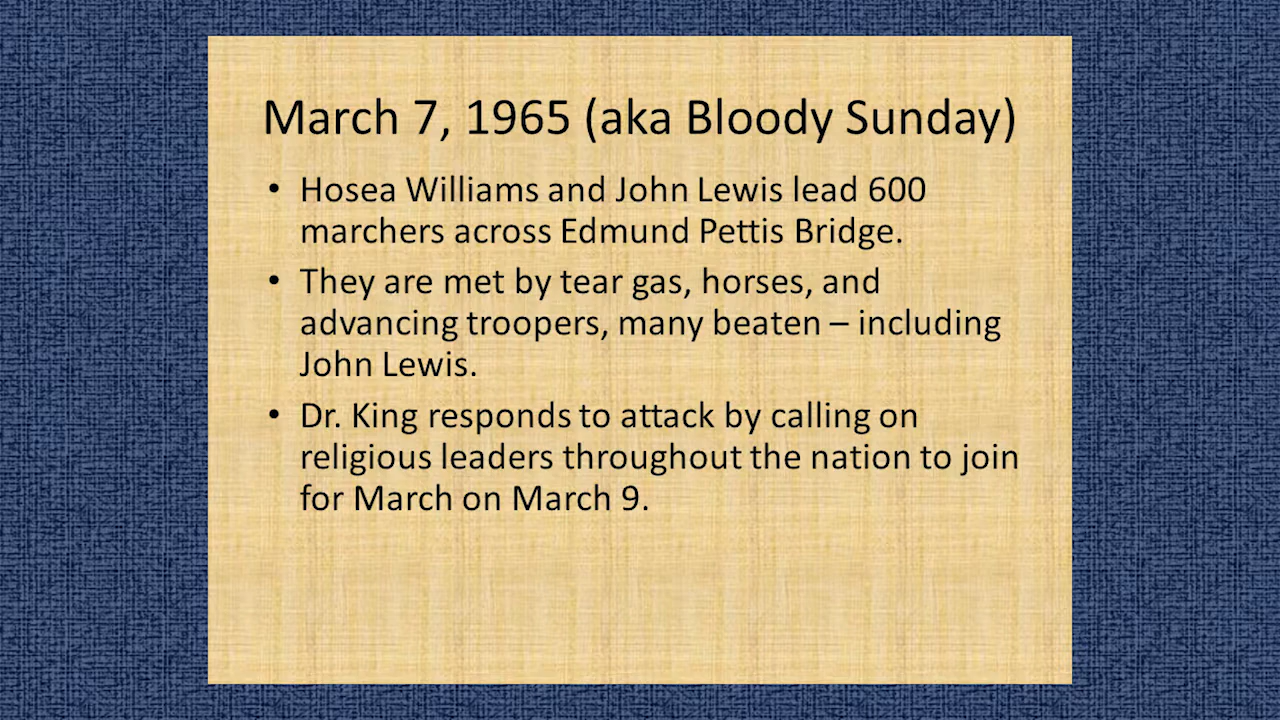 March 7, 1965 (aka Bloody Sunday)
• Hosea Williams and John Lewis lead 600
marchers across Edmund Pettis Bridge.
• They are met by tear gas, horses, and
advancing troopers, many beaten – including
John Lewis.
• Dr. King responds to attack by calling on
religious leaders throughout the nation to join
for March on March 9.